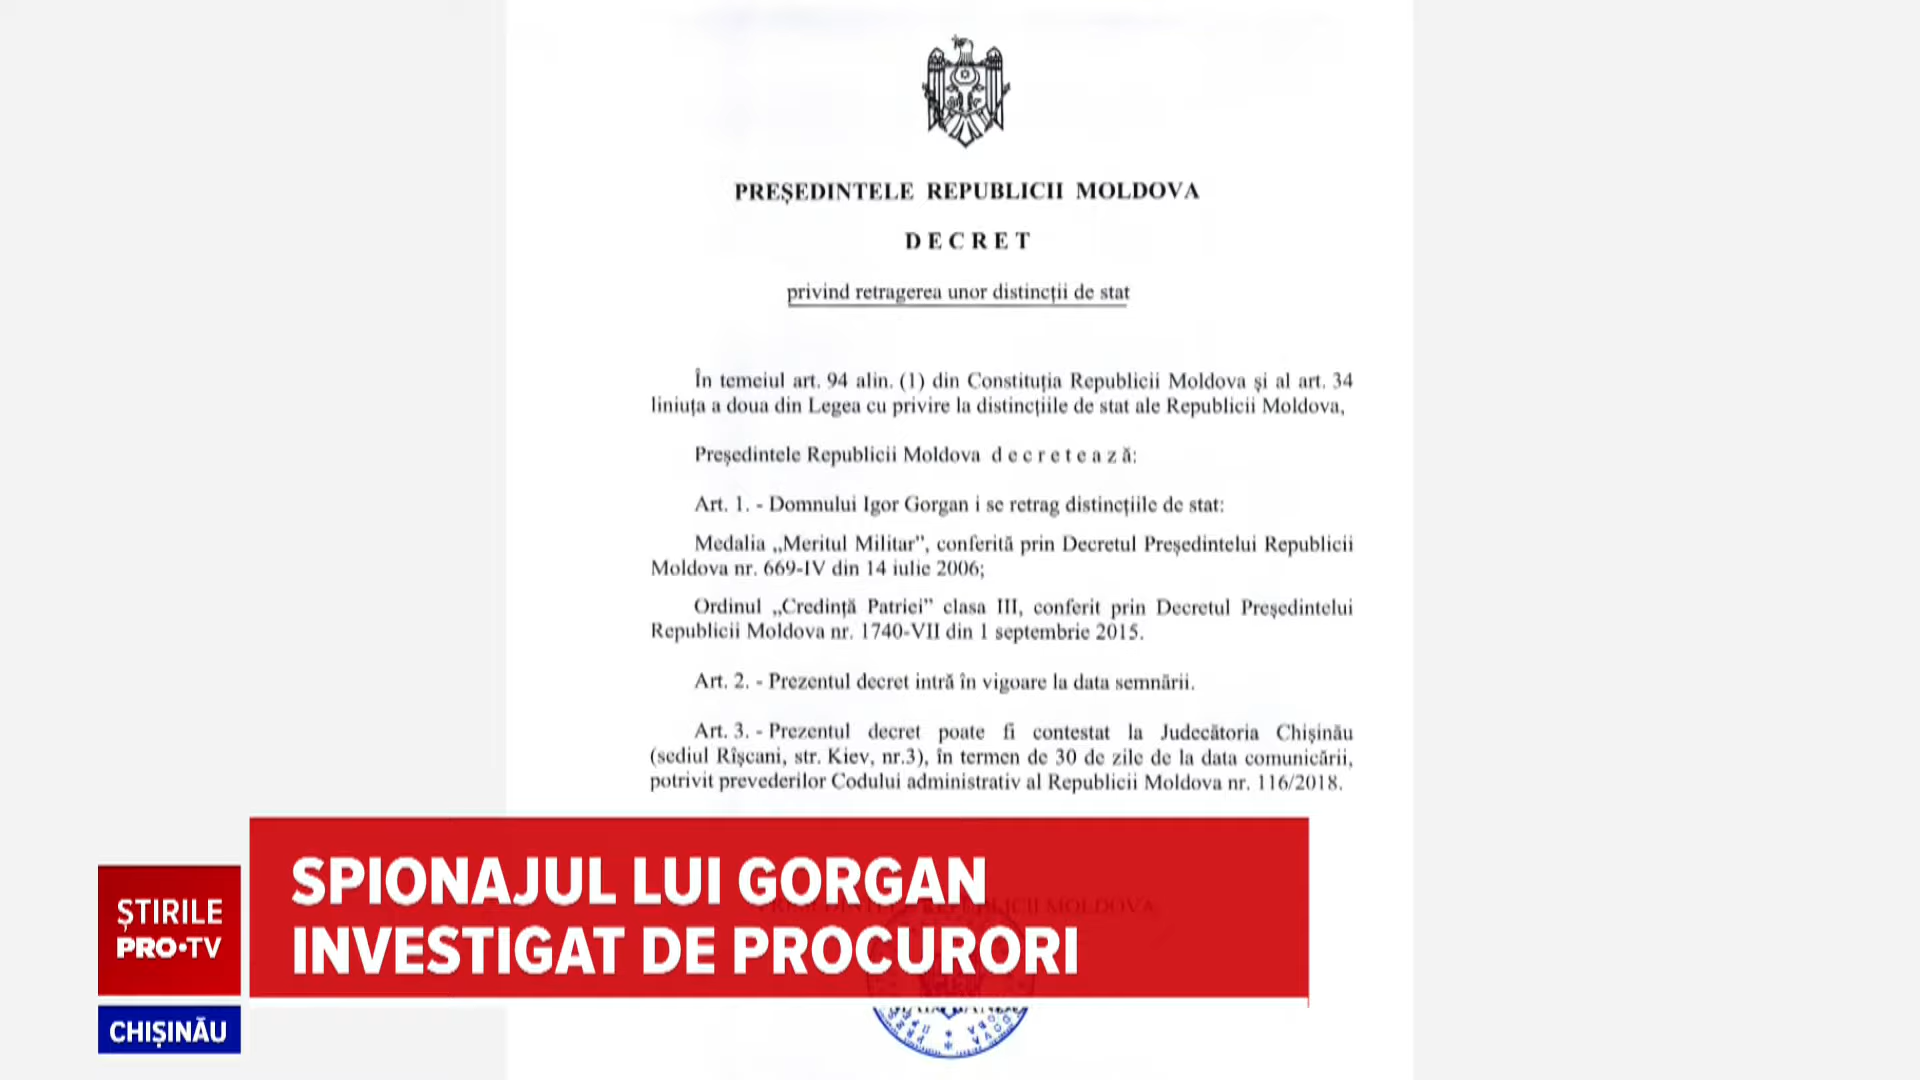 PREȘEDINTELE REPUBLICII MOLDOVA
DECRET
privind retragerea unor distincții de stat
În temeiul art. 94 alin. (1) din Constituția Republicii Moldova și al art. 34
liniuța a doua din Legea cu privire la distincțiile de stat ale Republicii Moldova,
Președintele Republicii Moldova decretează:
Art. 1. - Domnului Igor Gorgan i se retrag distincțiile de stat:
Medalia „Meritul Militar”, conferită prin Decretul Președintelui Republicii
Moldova nr. 669-IV din 14 iulie 2006;
Ordinul „Credință Patriei” clasa III, conferit prin Decretul Președintelui
Republicii Moldova nr. 1740-VII din 1 septembrie 2015.
Art. 2. - Prezentul decret intră în vigoare la data semnării.
Art. 3. - Prezentul decret poate fi contestat la Judecătoria Chișinău
(sediul Rîșcani, str. Kiev, nr.3), în termen de 30 de zile de la data comunicării,
potrivit prevederilor Codului administrativ al Republicii Moldova nr. 116/2018.
SPIONAJUL LUI GORGAN
INVESTIGAT DE PROCURORI
ȘTIRILE
PRO•TV
CHIȘINĂU